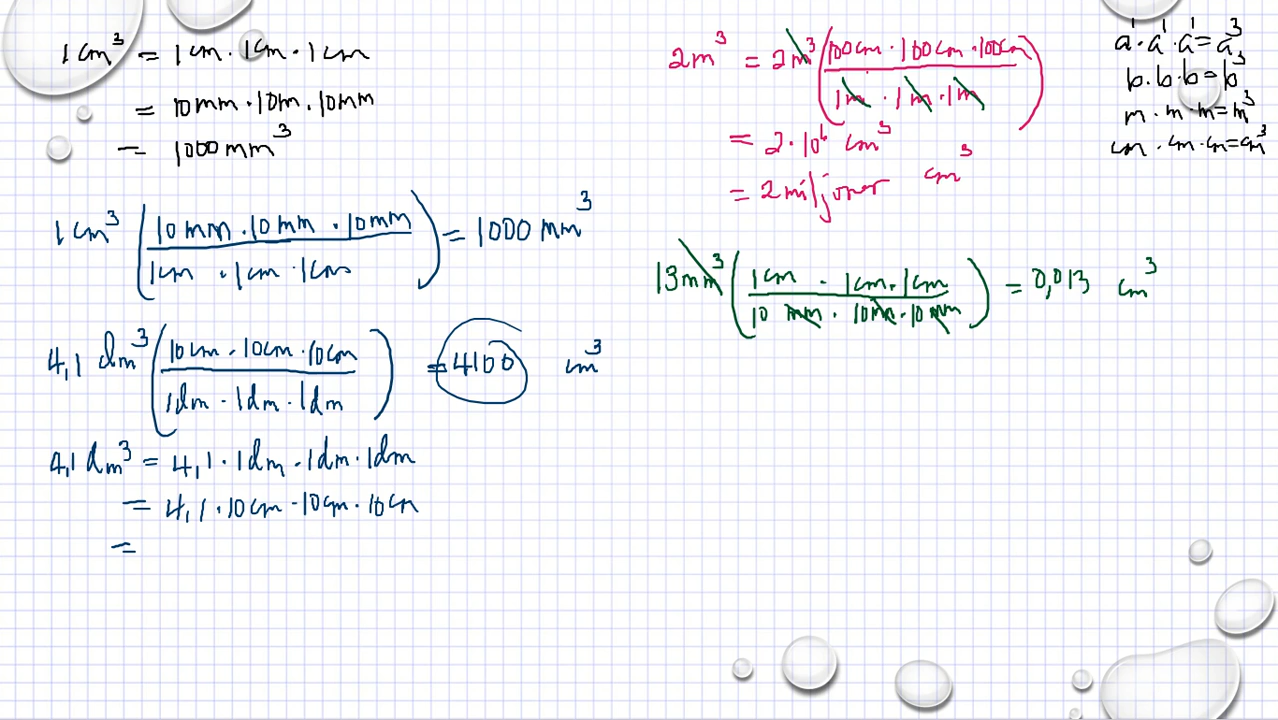 1 cm³ = 1 cm · 1 cm · 1 cm
= 10 mm · 10 m · 10 mm
= 1000 mm³
1 cm³ (10 mm · 10 mm · 10 mm / 1 cm · 1 cm · 1 cm) = 1000 mm³
4,1 dm³ (10 cm · 10 cm · 10 cm / 1 dm · 1 dm · 1 dm) = 4100 cm³
4,1 dm³ = 4,1 · 1 dm · 1 dm · 1 dm
= 4,1 · 10 cm · 10 cm · 10 cm
=
2 m³ = 2 m³ (100 cm · 100 cm · 100 cm / 1 m · 1 m · 1 m)
= 2 · 10⁶ cm³
= 2 miljoner cm³
13 mm³ (1 cm · 1 cm · 1 cm / 10 mm · 10 mm · 10 mm) = 0,013 cm³
a¹ · a¹ · a¹ = a³
b · b · b = b³
m · m · m = m³
cm · cm · cm = cm³